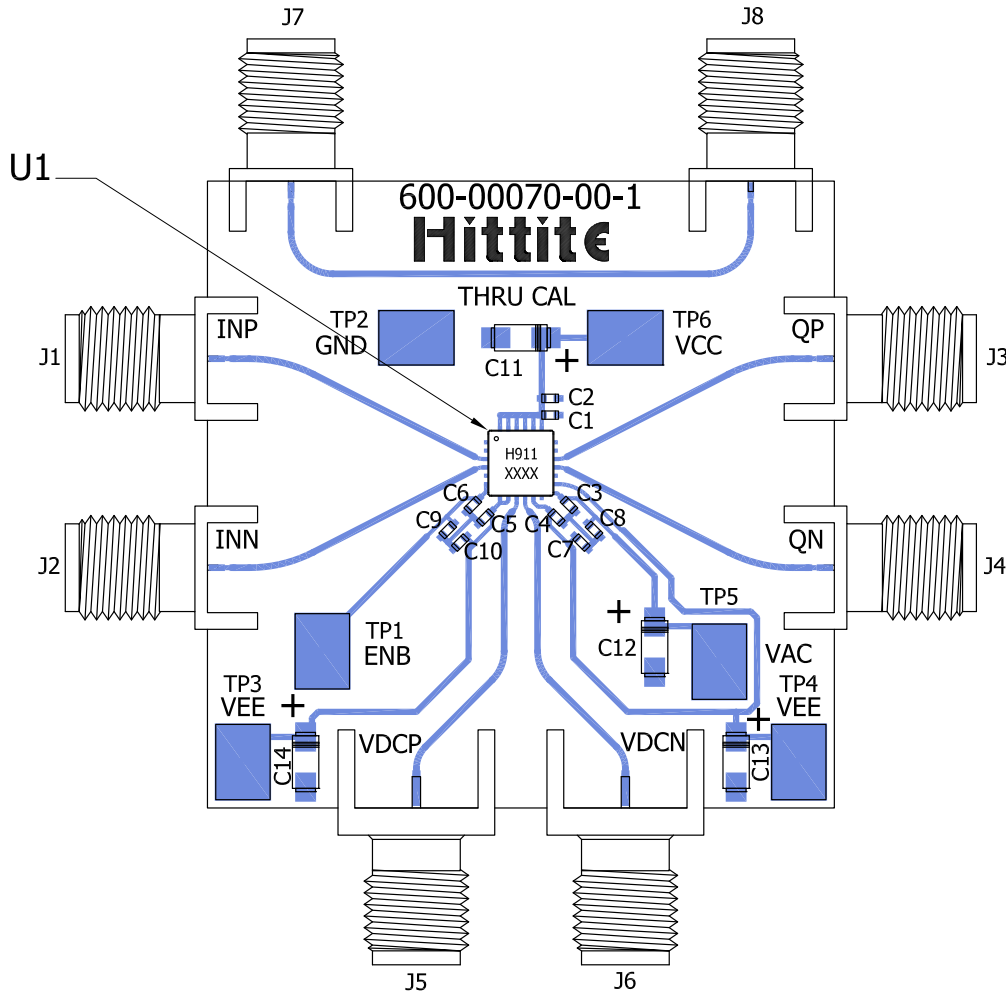 J7
J8
U1
600-00070-00-1
Hittite
THRU CAL
INP
TP2
GND
TP6
VCC
QP
J1
J3
C11
+
C2
C1
H911
XXXX
C6
C3
C9
C5
C4
C8
C10
C7
INN
QN
J2
J4
TP1
ENB
+
C12
TP5
VAC
TP3
VEE
+
TP4
VEE
+
VDCP
VDCN
C14
C13
J5
J6